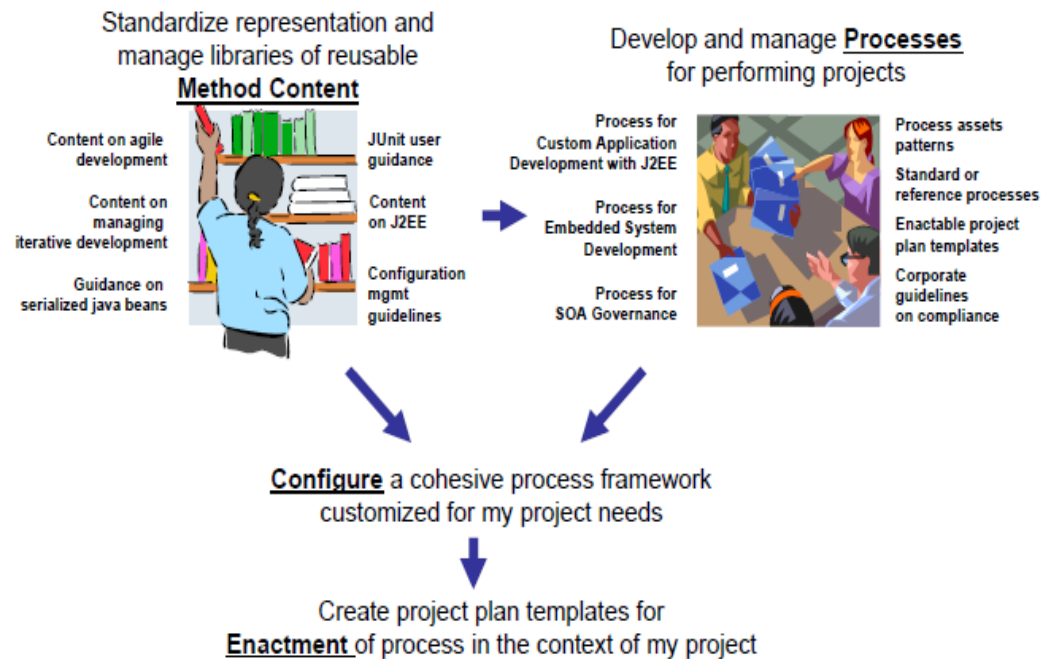 Standardize representation and
manage libraries of reusable
Method Content
Content on agile
development
Content on
managing
iterative development
Guidance on
serialized java beans
JUnit user
guidance
Content
on J2EE
Configuration
mgmt
guidelines
Develop and manage Processes
for performing projects
Process for
Custom Application
Development with J2EE
Process for
Embedded System
Development
Process for
SOA Governance
Process assets
patterns
Standard or
reference processes
Enactable project
plan templates
Corporate
guidelines
on compliance
Configure a cohesive process framework
customized for my project needs
Create project plan templates for
Enactment of process in the context of my project